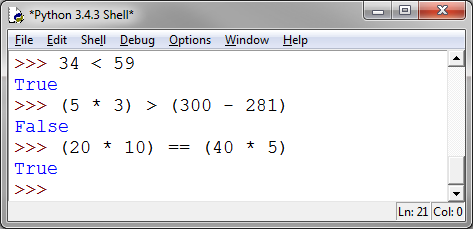 *Python 3.4.3 Shell*
File Edit Shell Debug Options Window Help
>>> 34 < 59
True
>>> (5 * 3) > (300 - 281)
False
>>> (20 * 10) == (40 * 5)
True
>>>
Ln: 21 Col: 0